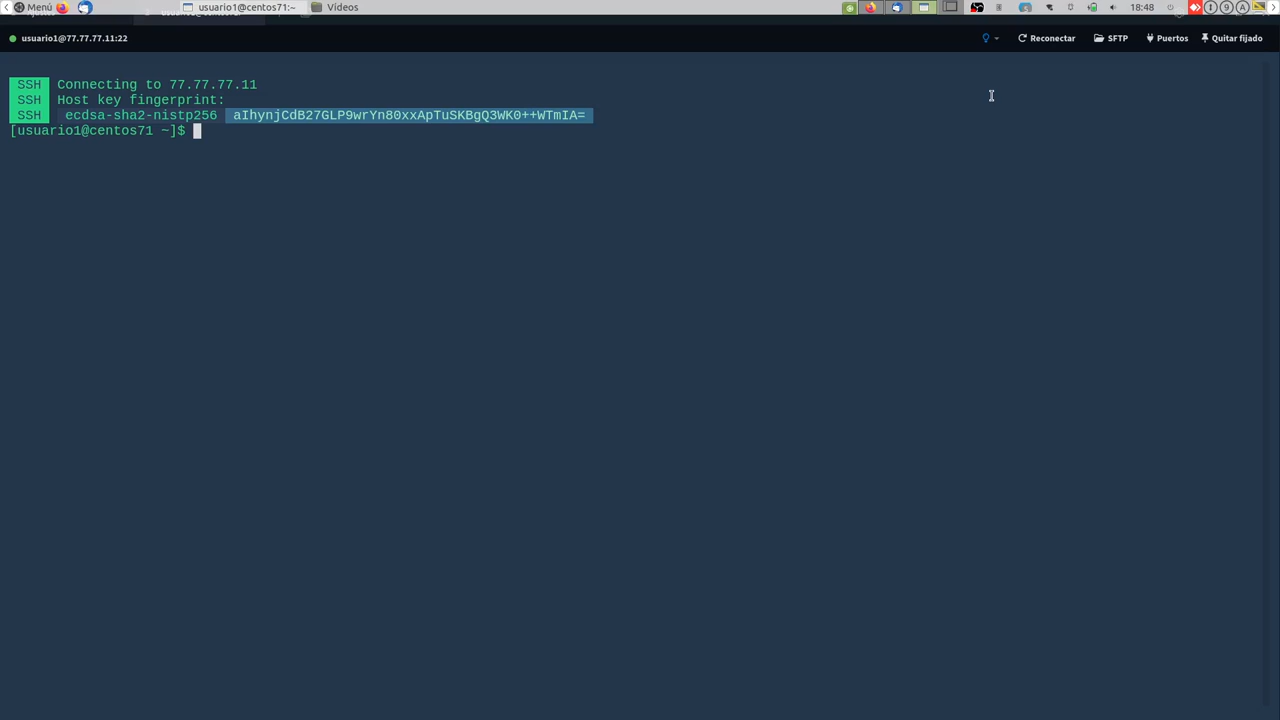 Menú usuario1@centos71:~ Vídeos 18:48
usuario1@77.77.77.11:22 Reconectar SFTP Puertos Quitar fijado
SSH Connecting to 77.77.77.11
SSH Host key fingerprint:
SSH ecdsa-sha2-nistp256 aIhynjCdB27GLP9wrYn80xxApTuSKBgQ3WK0++WTmIA=
[usuario1@centos71 ~]$